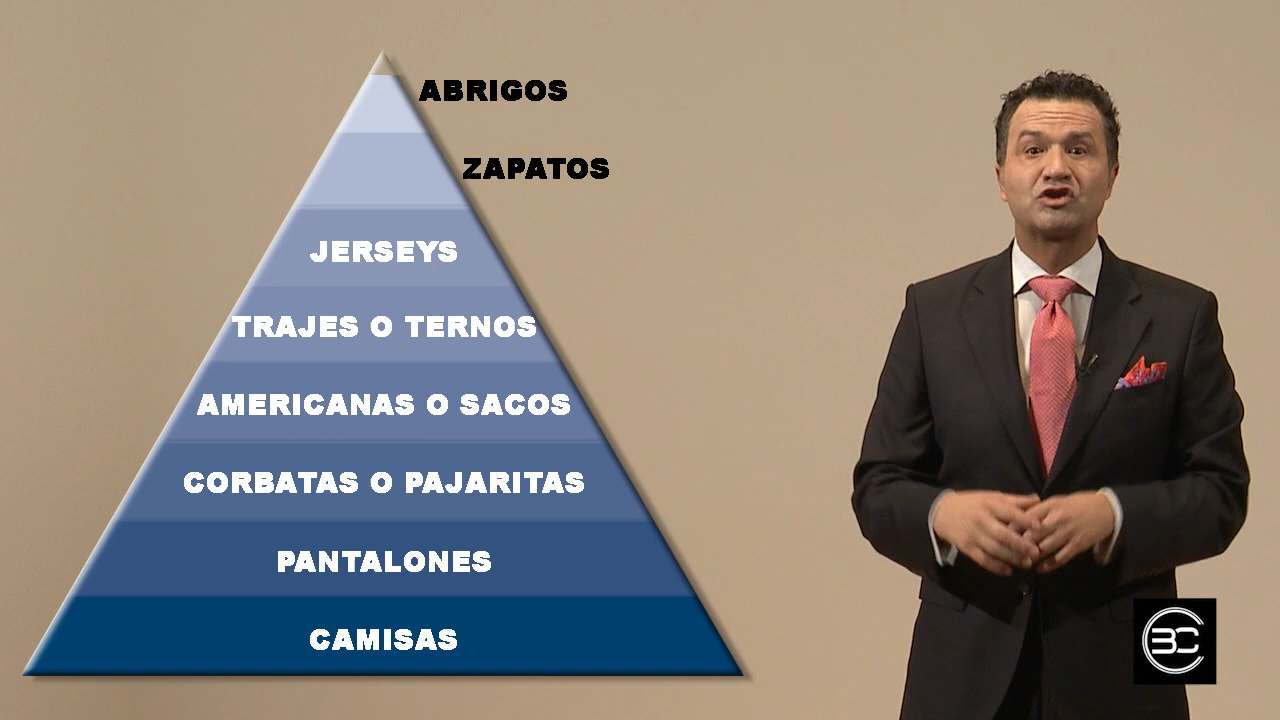 ABRIGOS
ZAPATOS
JERSEYS
TRAJES O TERNOS
AMERICANAS O SACOS
CORBATAS O PAJARITAS
PANTALONES
CAMISAS
BC